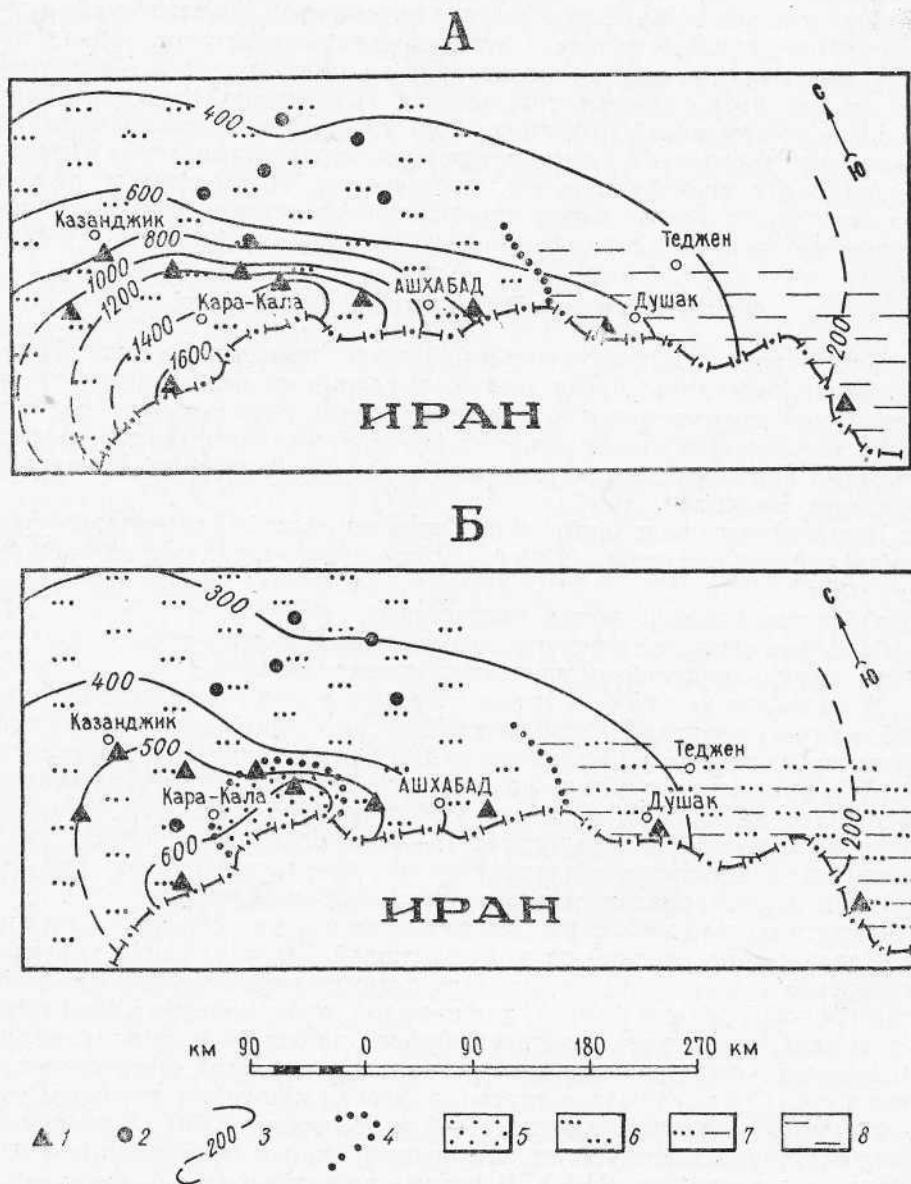 А
400
С
Ю
600
Казанджик
800
Теджен
1000
1200
АШХАБАД
Кара-Кала
Душак
1400
200
1600
ИРАН
Б
300
С
Ю
400
Казанджик
500
Теджен
Кара-Кала
АШХАБАД
Душак
200
600
ИРАН
км 90 0 90 180 270 км
1 2 200 3 4 5 6 7 8